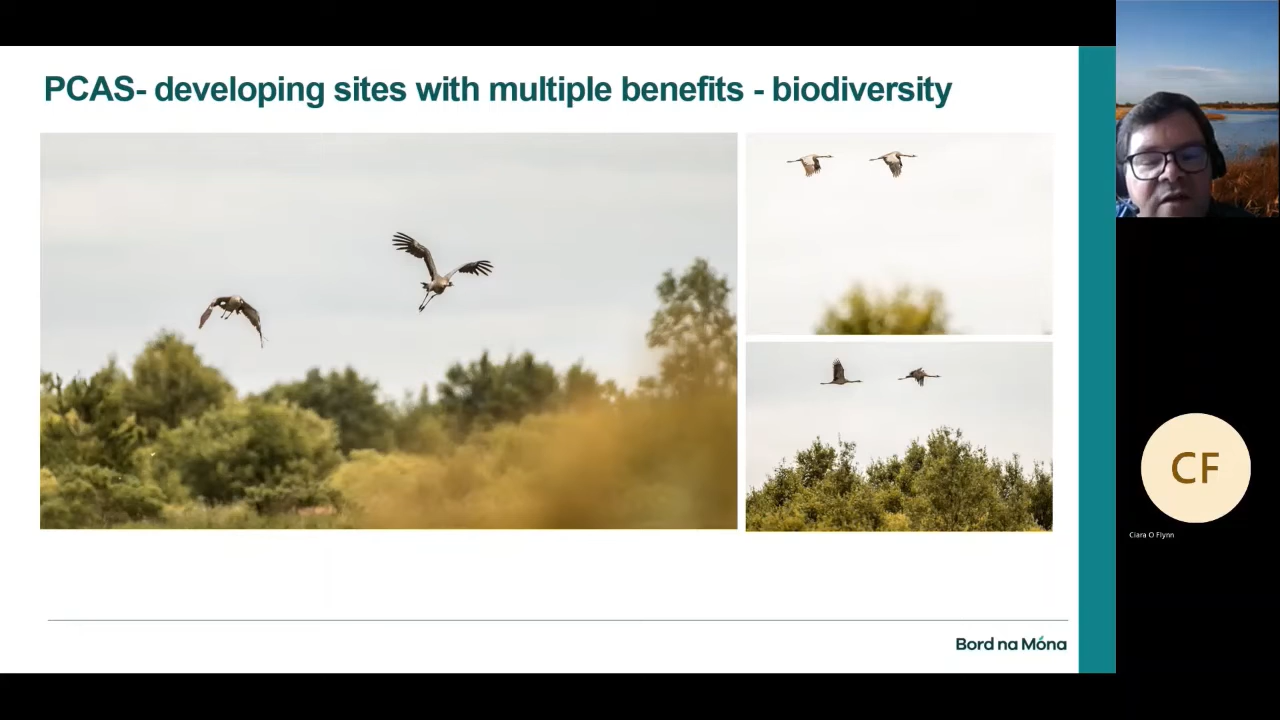 PCAS- developing sites with multiple benefits - biodiversity
CF
Ciara O Flynn
Bord na Móna